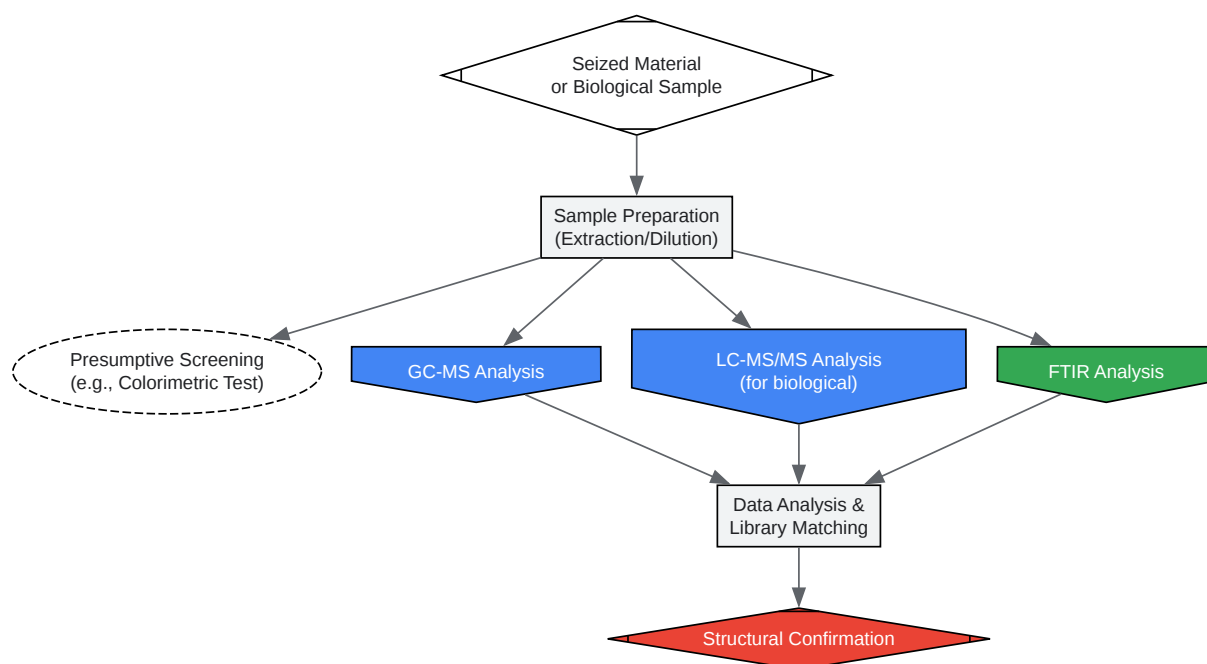 Seized Material
or Biological Sample
Sample Preparation
(Extraction/Dilution)
Presumptive Screening
(e.g., Colorimetric Test)
GC-MS Analysis
LC-MS/MS Analysis
(for biological)
FTIR Analysis
Data Analysis &
Library Matching
Structural Confirmation